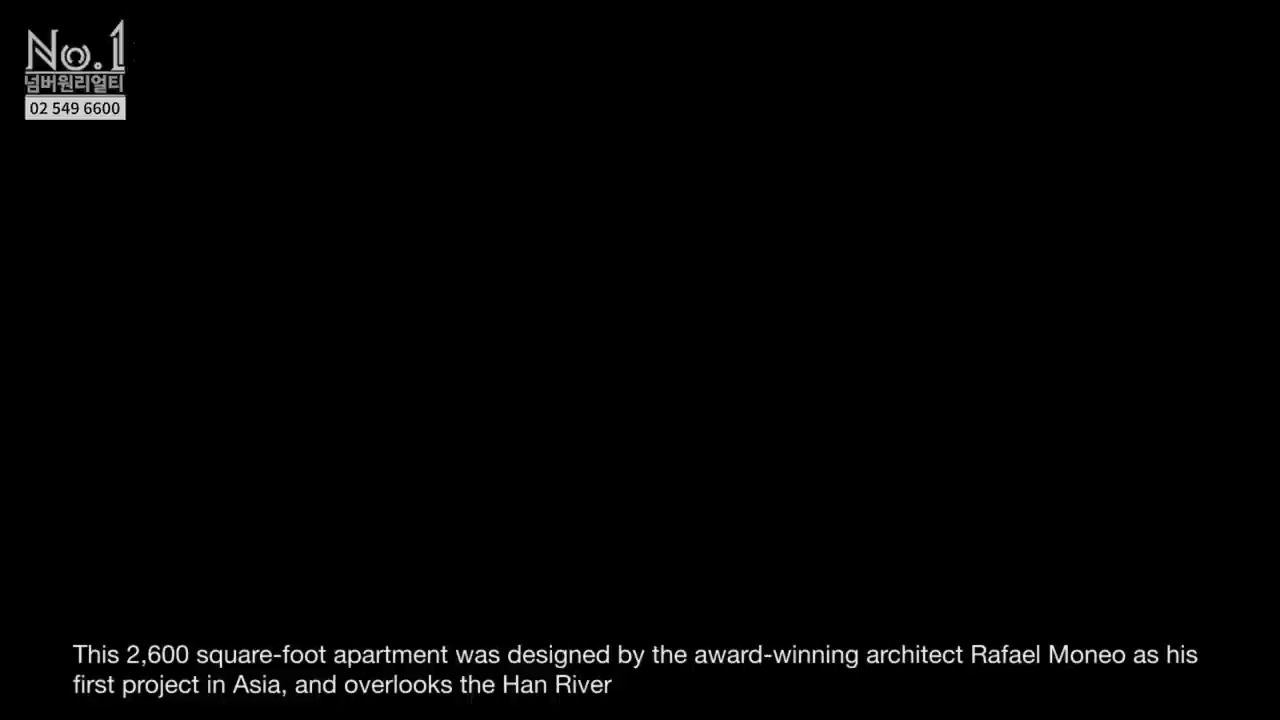 No.1
넘버원리얼티
02 549 6600
This 2,600 square-foot apartment was designed by the award-winning architect Rafael Moneo as his
first project in Asia, and overlooks the Han River